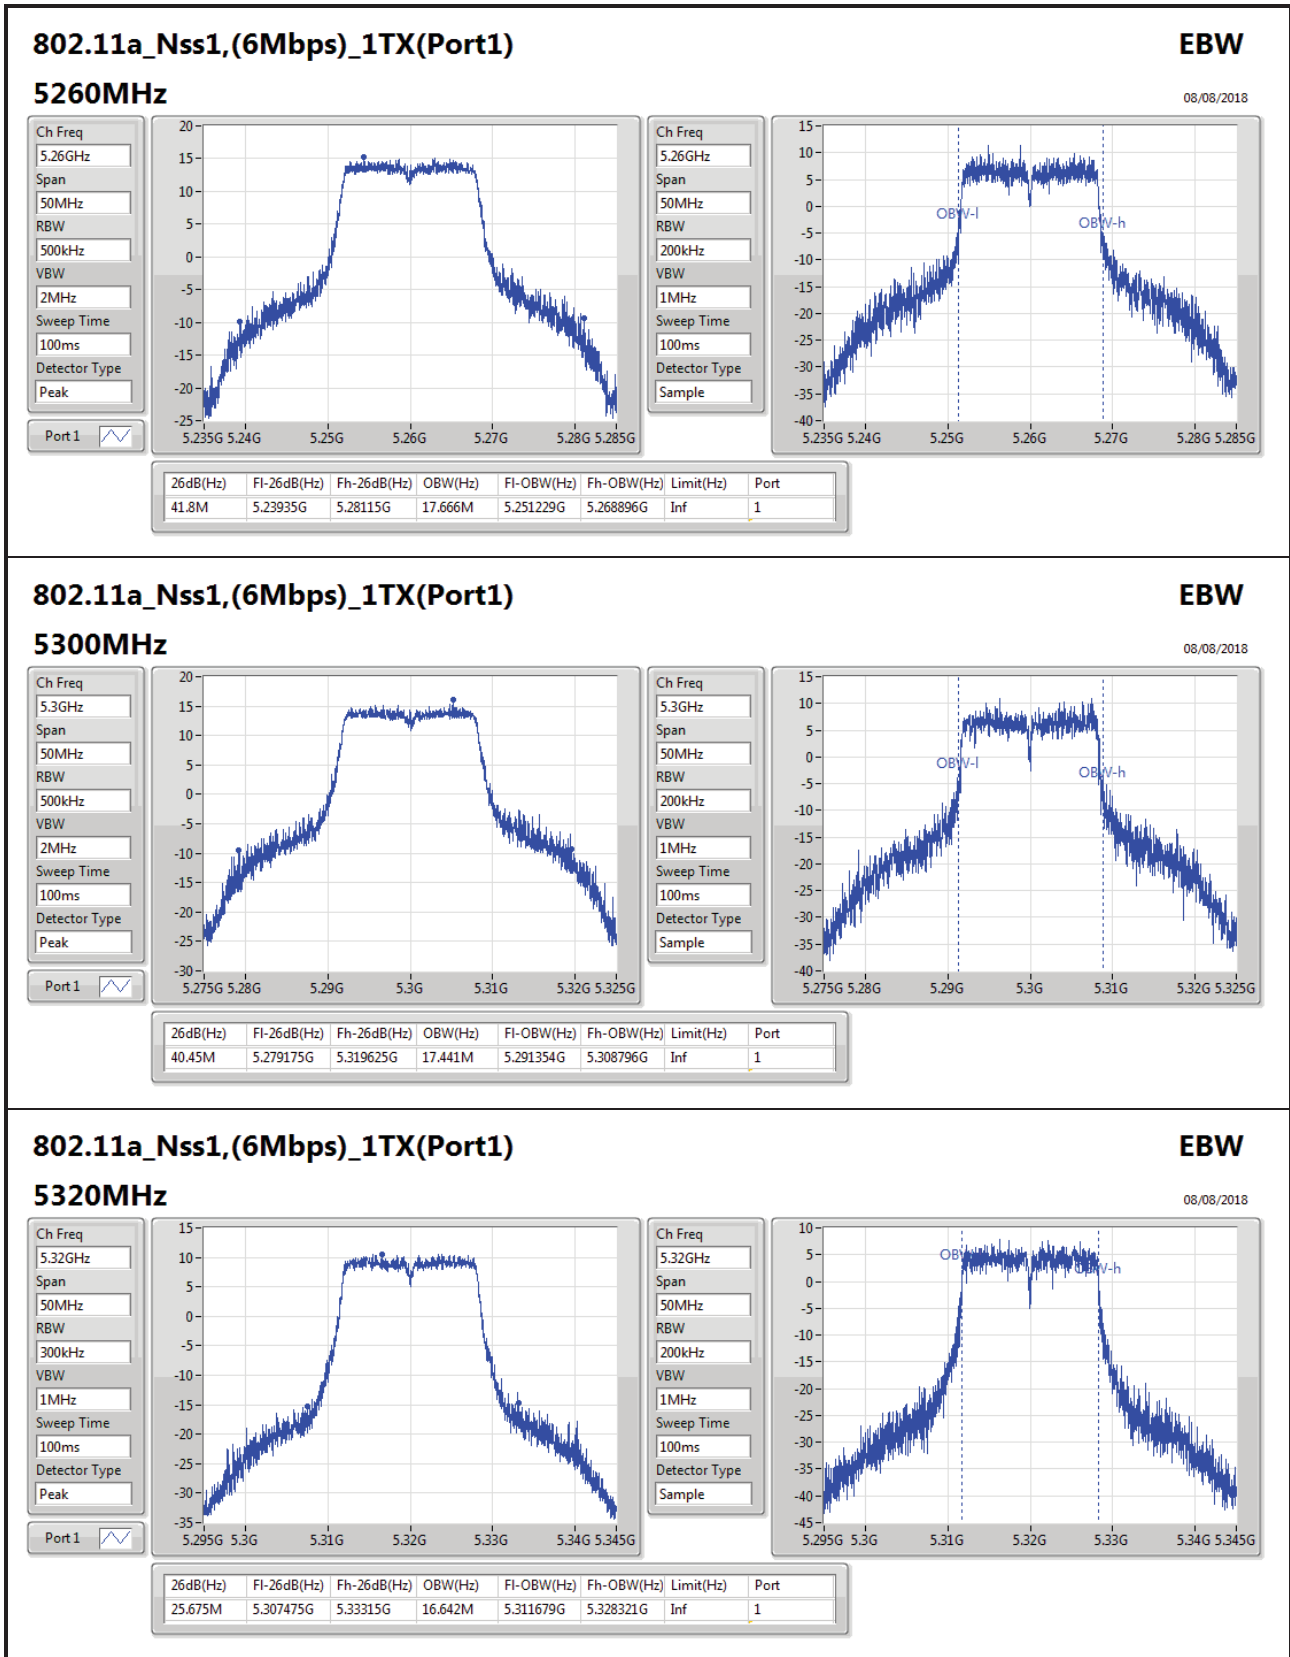 802.11a_Nss1,(6Mbps)_1TX(Port1) EBW
5260MHz 08/08/2018
Ch Freq
5.26GHz
Span
50MHz
RBW
500kHz
VBW
2MHz
Sweep Time
100ms
Detector Type
Peak
Port 1
20
15
10
5
0
-5
-10
-15
-20
-25
5.235G 5.24G 5.25G 5.26G 5.27G 5.28G 5.285G
Ch Freq
5.26GHz
Span
50MHz
RBW
200kHz
VBW
1MHz
Sweep Time
100ms
Detector Type
Sample
15
10
5
0
-5
-10
-15
-20
-25
-30
-35
-40
OBW-l
OBW-h
5.235G 5.24G 5.25G 5.26G 5.27G 5.28G 5.285G
26dB(Hz) Fl-26dB(Hz) Fh-26dB(Hz) OBW(Hz) Fl-OBW(Hz) Fh-OBW(Hz) Limit(Hz) Port
41.8M 5.23935G 5.28115G 17.666M 5.251229G 5.268896G Inf 1
802.11a_Nss1,(6Mbps)_1TX(Port1) EBW
5300MHz 08/08/2018
Ch Freq
5.3GHz
Span
50MHz
RBW
500kHz
VBW
2MHz
Sweep Time
100ms
Detector Type
Peak
Port 1
20
15
10
5
0
-5
-10
-15
-20
-25
-30
5.275G 5.28G 5.29G 5.3G 5.31G 5.32G 5.325G
Ch Freq
5.3GHz
Span
50MHz
RBW
200kHz
VBW
1MHz
Sweep Time
100ms
Detector Type
Sample
15
10
5
0
-5
-10
-15
-20
-25
-30
-35
-40
OBW-l
OBW-h
5.275G 5.28G 5.29G 5.3G 5.31G 5.32G 5.325G
26dB(Hz) Fl-26dB(Hz) Fh-26dB(Hz) OBW(Hz) Fl-OBW(Hz) Fh-OBW(Hz) Limit(Hz) Port
40.45M 5.279175G 5.319625G 17.441M 5.291354G 5.308796G Inf 1
802.11a_Nss1,(6Mbps)_1TX(Port1) EBW
5320MHz 08/08/2018
Ch Freq
5.32GHz
Span
50MHz
RBW
300kHz
VBW
1MHz
Sweep Time
100ms
Detector Type
Peak
Port 1
15
10
5
0
-5
-10
-15
-20
-25
-30
-35
5.295G 5.3G 5.31G 5.32G 5.33G 5.34G 5.345G
Ch Freq
5.32GHz
Span
50MHz
RBW
200kHz
VBW
1MHz
Sweep Time
100ms
Detector Type
Sample
10
5
0
-5
-10
-15
-20
-25
-30
-35
-40
-45
5.295G 5.3G 5.31G 5.32G 5.33G 5.34G 5.345G
26dB(Hz) Fl-26dB(Hz) Fh-26dB(Hz) OBW(Hz) Fl-OBW(Hz) Fh-OBW(Hz) Limit(Hz) Port
25.675M 5.307475G 5.33315G 16.642M 5.311679G 5.328321G Inf 1